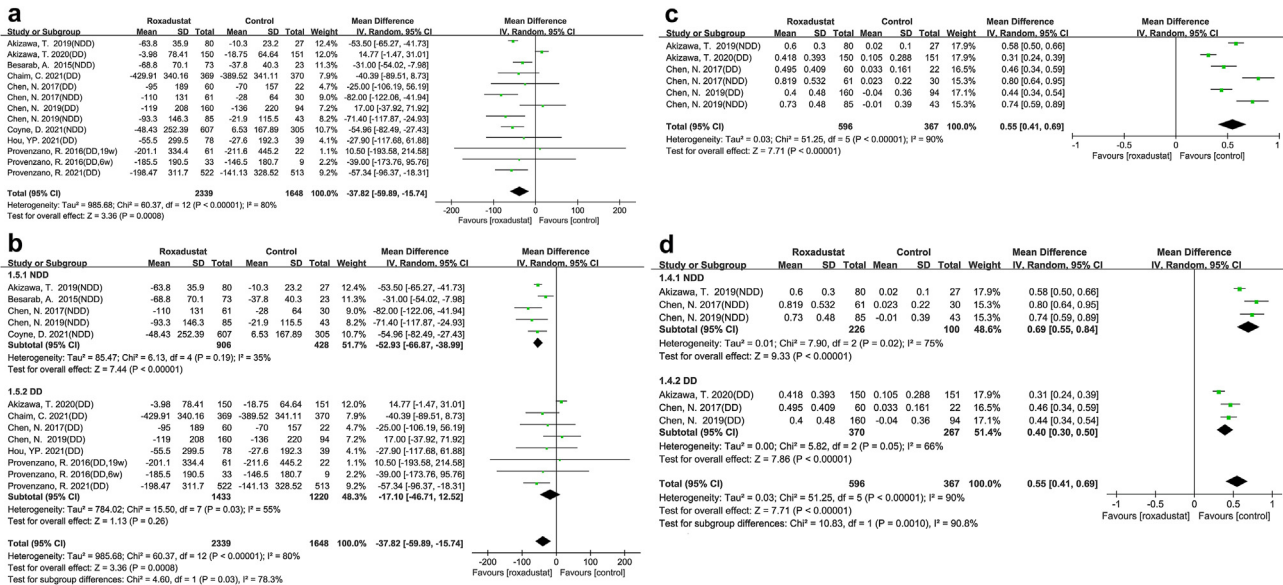 a
Roxadustat Control Mean Difference Mean Difference
Study or Subgroup Mean SD Total Mean SD Total Weight IV, Random, 95% CI IV, Random, 95% CI
Akizawa, T. 2019(NDD) -63.8 35.9 80 -10.3 23.2 27 12.4% -53.50 [-65.27, -41.73]
Akizawa, T. 2020(DD) -3.98 78.41 150 -18.75 64.64 151 12.0% 14.77 [-1.47, 31.01]
Besarab, A. 2015(NDD) -68.8 70.1 73 -37.8 40.3 23 10.9% -31.00 [-54.02, -7.98]
Chaim, C. 2021(DD) -429.91 340.16 369 -389.52 341.11 370 6.6% -40.39 [-89.51, 8.73]
Chen, N. 2017(DD) -95 189 60 -70 157 22 3.6% -25.00 [-106.19, 56.19]
Chen, N. 2017(NDD) -110 131 61 -28 64 30 8.0% -82.00 [-122.06, -41.94]
Chen, N. 2019(DD) -119 208 160 -136 220 94 5.9% 17.00 [-37.92, 71.92]
Chen, N. 2019(NDD) -93.3 146.3 85 -21.9 115.5 43 7.0% -71.40 [-117.87, -24.93]
Coyne, D. 2021(NDD) -48.43 252.39 607 6.53 167.89 305 10.2% -54.96 [-82.49, -27.43]
Hou, YP. 2021(DD) -55.5 299.5 78 -27.6 192.3 39 3.1% -27.90 [-117.68, 61.88]
Provenzano, R. 2016(DD,19w) -201.1 334.4 61 -211.6 445.2 22 0.8% 10.50 [-193.58, 214.58]
Provenzano, R. 2016(DD,6w) -185.5 190.5 33 -146.5 180.7 9 1.6% -39.00 [-173.76, 95.76]
Provenzano, R. 2021(DD) -198.47 311.7 522 -141.13 328.52 513 8.1% -57.34 [-96.37, -18.31]
Total (95% CI) 2339 1648 100.0% -37.82 [-59.89, -15.74]
Heterogeneity: Tau² = 985.68; Chi² = 60.37, df = 12 (P < 0.00001); I² = 80%
Test for overall effect: Z = 3.36 (P = 0.0008)
-200 -100 0 100 200
Favours [roxadustat] Favours [control]
b
Roxadustat Control Mean Difference Mean Difference
Study or Subgroup Mean SD Total Mean SD Total Weight IV, Random, 95% CI IV, Random, 95% CI
1.5.1 NDD
Akizawa, T. 2019(NDD) -63.8 35.9 80 -10.3 23.2 27 12.4% -53.50 [-65.27, -41.73]
Besarab, A. 2015(NDD) -68.8 70.1 73 -37.8 40.3 23 10.9% -31.00 [-54.02, -7.98]
Chen, N. 2017(NDD) -110 131 61 -28 64 30 8.0% -82.00 [-122.06, -41.94]
Chen, N. 2019(NDD) -93.3 146.3 85 -21.9 115.5 43 7.0% -71.40 [-117.87, -24.93]
Coyne, D. 2021(NDD) -48.43 252.39 607 6.53 167.89 305 10.2% -54.96 [-82.49, -27.43]
Subtotal (95% CI) 906 428 51.7% -52.93 [-66.87, -38.99]
Heterogeneity: Tau² = 85.47; Chi² = 6.13, df = 4 (P = 0.19); I² = 35%
Test for overall effect: Z = 7.44 (P < 0.00001)
1.5.2 DD
Akizawa, T. 2020(DD) -3.98 78.41 150 -18.75 64.64 151 12.0% 14.77 [-1.47, 31.01]
Chaim, C. 2021(DD) -429.91 340.16 369 -389.52 341.11 370 6.6% -40.39 [-89.51, 8.73]
Chen, N. 2017(DD) -95 189 60 -70 157 22 3.6% -25.00 [-106.19, 56.19]
Chen, N. 2019(DD) -119 208 160 -136 220 94 5.9% 17.00 [-37.92, 71.92]
Hou, YP. 2021(DD) -55.5 299.5 78 -27.6 192.3 39 3.1% -27.90 [-117.68, 61.88]
Provenzano, R. 2016(DD,19w) -201.1 334.4 61 -211.6 445.2 22 0.8% 10.50 [-193.58, 214.58]
Provenzano, R. 2016(DD,6w) -185.5 190.5 33 -146.5 180.7 9 1.6% -39.00 [-173.76, 95.76]
Provenzano, R. 2021(DD) -198.47 311.7 522 -141.13 328.52 513 8.1% -57.34 [-96.37, -18.31]
Subtotal (95% CI) 1433 1220 48.3% -17.10 [-46.71, 12.52]
Heterogeneity: Tau² = 784.02; Chi² = 15.50, df = 7 (P = 0.03); I² = 55%
Test for overall effect: Z = 1.13 (P = 0.26)
Total (95% CI) 2339 1648 100.0% -37.82 [-59.89, -15.74]
Heterogeneity: Tau² = 985.68; Chi² = 60.37, df = 12 (P < 0.00001); I² = 80%
Test for overall effect: Z = 3.36 (P = 0.0008)
Test for subgroup differences: Chi² = 4.60, df = 1 (P = 0.03), I² = 78.3%
-200 -100 0 100 200
Favours [roxadustat] Favours [control]
c
Roxadustat Control Mean Difference Mean Difference
Study or Subgroup Mean SD Total Mean SD Total Weight IV, Random, 95% CI IV, Random, 95% CI
Akizawa, T. 2019(NDD) 0.6 0.3 80 0.02 0.1 27 17.9% 0.58 [0.50, 0.66]
Akizawa, T. 2020(DD) 0.418 0.393 150 0.105 0.288 151 17.9% 0.31 [0.24, 0.39]
Chen, N. 2017(DD) 0.495 0.409 60 0.033 0.161 22 17.0% 0.46 [0.34, 0.59]
Chen, N. 2017(NDD) 0.819 0.532 61 0.023 0.22 30 15.9% 0.80 [0.64, 0.95]
Chen, N. 2019(DD) 0.4 0.48 160 -0.04 0.36 94 17.4% 0.44 [0.34, 0.54]
Chen, N. 2019(NDD) 0.73 0.48 85 -0.01 0.39 43 15.9% 0.74 [0.59, 0.89]
Total (95% CI) 596 367 100.0% 0.55 [0.41, 0.69]
Heterogeneity: Tau² = 0.03; Chi² = 51.25, df = 5 (P < 0.00001); I² = 90%
Test for overall effect: Z = 7.71 (P < 0.00001)
-1 -0.5 0 0.5 1
Favours [roxadustat] Favours [control]
d
Roxadustat Control Mean Difference Mean Difference
Study or Subgroup Mean SD Total Mean SD Total Weight IV, Random, 95% CI IV, Random, 95% CI
1.4.1 NDD
Akizawa, T. 2019(NDD) 0.6 0.3 80 0.02 0.1 27 17.9% 0.58 [0.50, 0.66]
Chen, N. 2017(NDD) 0.819 0.532 61 0.023 0.22 30 15.9% 0.80 [0.64, 0.95]
Chen, N. 2019(NDD) 0.73 0.48 85 -0.01 0.39 43 15.9% 0.74 [0.59, 0.89]
Subtotal (95% CI) 226 100 48.6% 0.69 [0.55, 0.84]
Heterogeneity: Tau² = 0.01; Chi² = 7.90, df = 2 (P = 0.02); I² = 75%
Test for overall effect: Z = 9.33 (P < 0.00001)
1.4.2 DD
Akizawa, T. 2020(DD) 0.418 0.393 150 0.105 0.288 151 17.9% 0.31 [0.24, 0.39]
Chen, N. 2017(DD) 0.495 0.409 60 0.033 0.161 22 17.0% 0.46 [0.34, 0.59]
Chen, N. 2019(DD) 0.4 0.48 160 -0.04 0.36 94 17.4% 0.44 [0.34, 0.54]
Subtotal (95% CI) 370 267 51.4% 0.40 [0.30, 0.50]
Heterogeneity: Tau² = 0.00; Chi² = 5.82, df = 2 (P = 0.05); I² = 66%
Test for overall effect: Z = 7.86 (P < 0.00001)
Total (95% CI) 596 367 100.0% 0.55 [0.41, 0.69]
Heterogeneity: Tau² = 0.03; Chi² = 51.25, df = 5 (P < 0.00001); I² = 90%
Test for overall effect: Z = 7.71 (P < 0.00001)
Test for subgroup differences: Chi² = 10.83, df = 1 (P = 0.0010), I² = 90.8%
-1 -0.5 0 0.5 1
Favours [roxadustat] Favours [control]